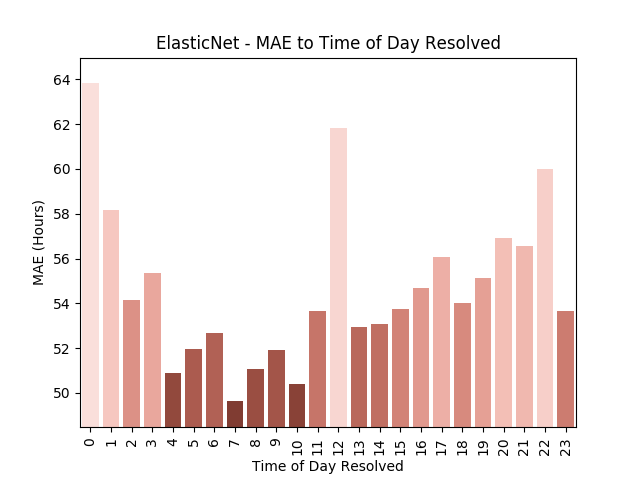 ElasticNet - MAE to Time of Day Resolved
64
62
60
58
56
54
52
50
MAE (Hours)
0 1 2 3 4 5 6 7 8 9 10 11 12 13 14 15 16 17 18 19 20 21 22 23
Time of Day Resolved